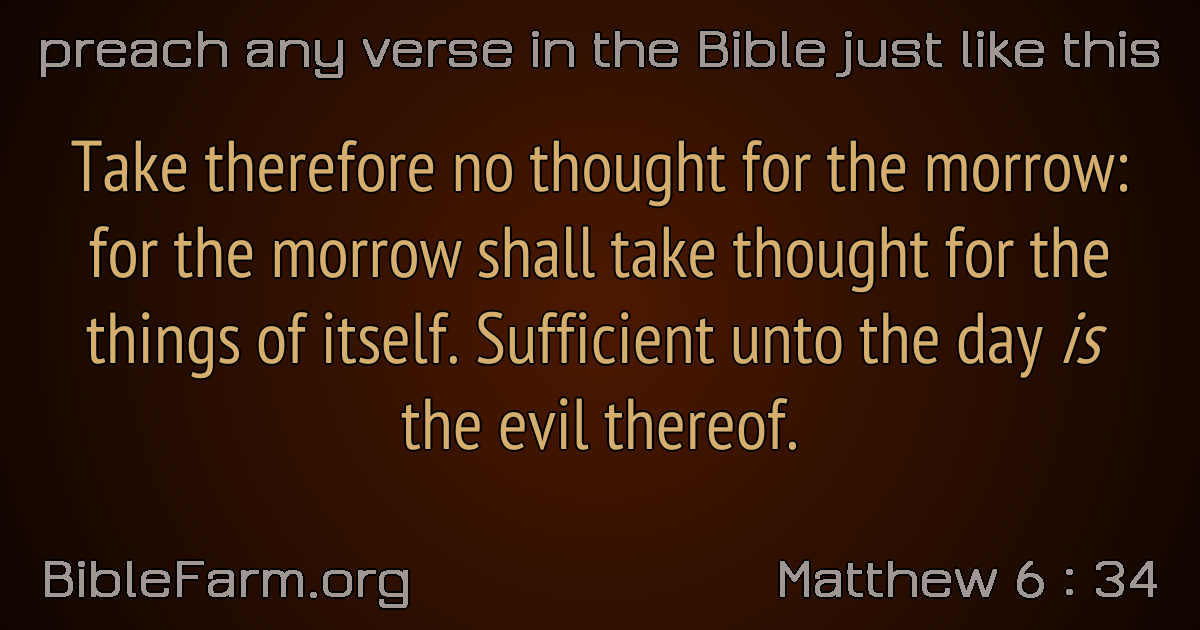 preach any verse in the Bible just like this
Take therefore no thought for the morrow:
for the morrow shall take thought for the
things of itself. Sufficient unto the day is
the evil thereof.
BibleFarm.org
Matthew 6 : 34